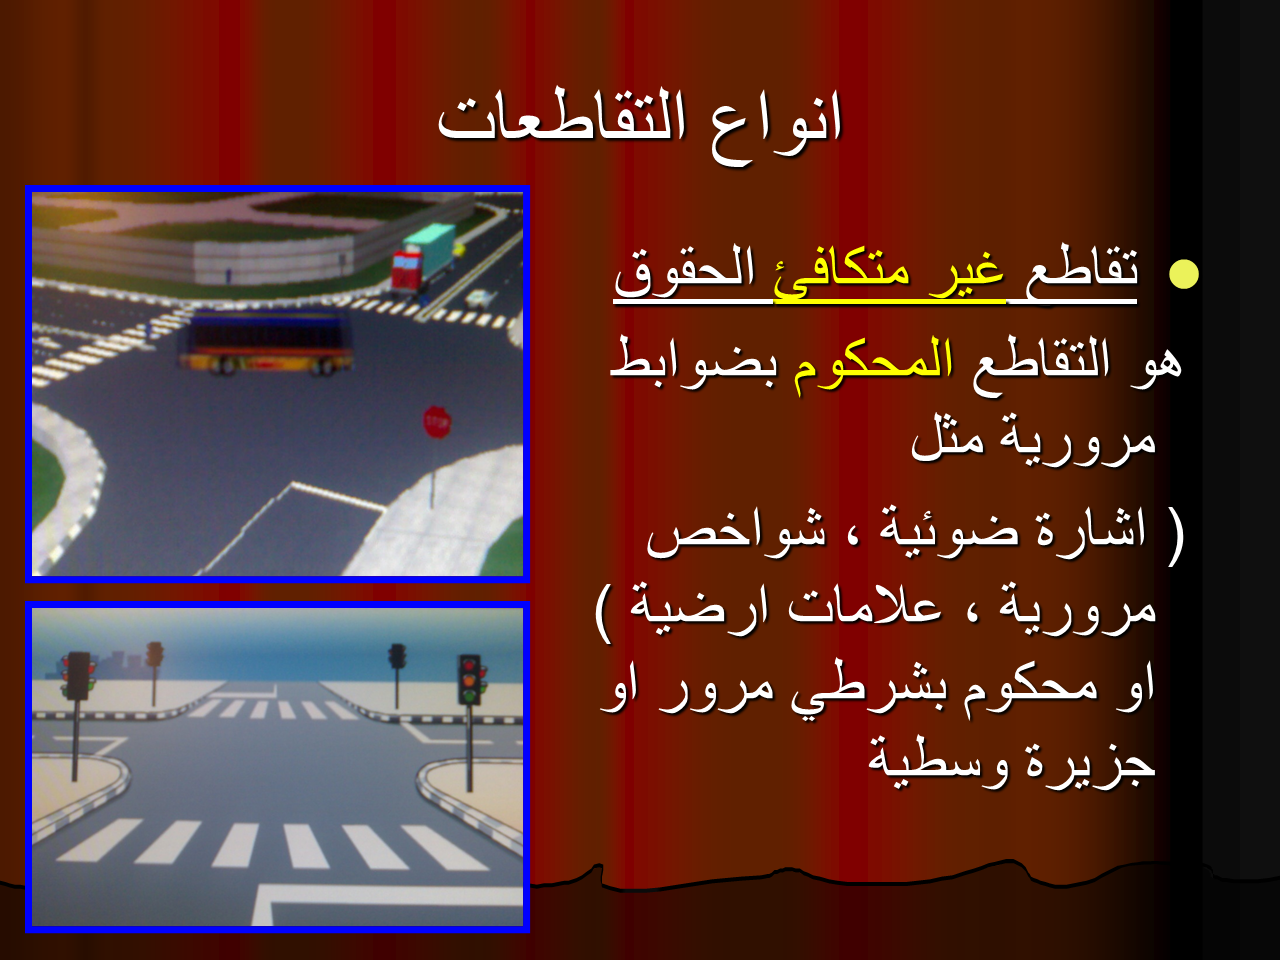 انواع التقاطعات
تقاطع غير متكافئ الحقوق
هو التقاطع المحكوم بضوابط
مرورية مثل
( اشارة ضوئية ، شواخص
مرورية ، علامات ارضية )
او محكوم بشرطي مرور او
جزيرة وسطية
STOP